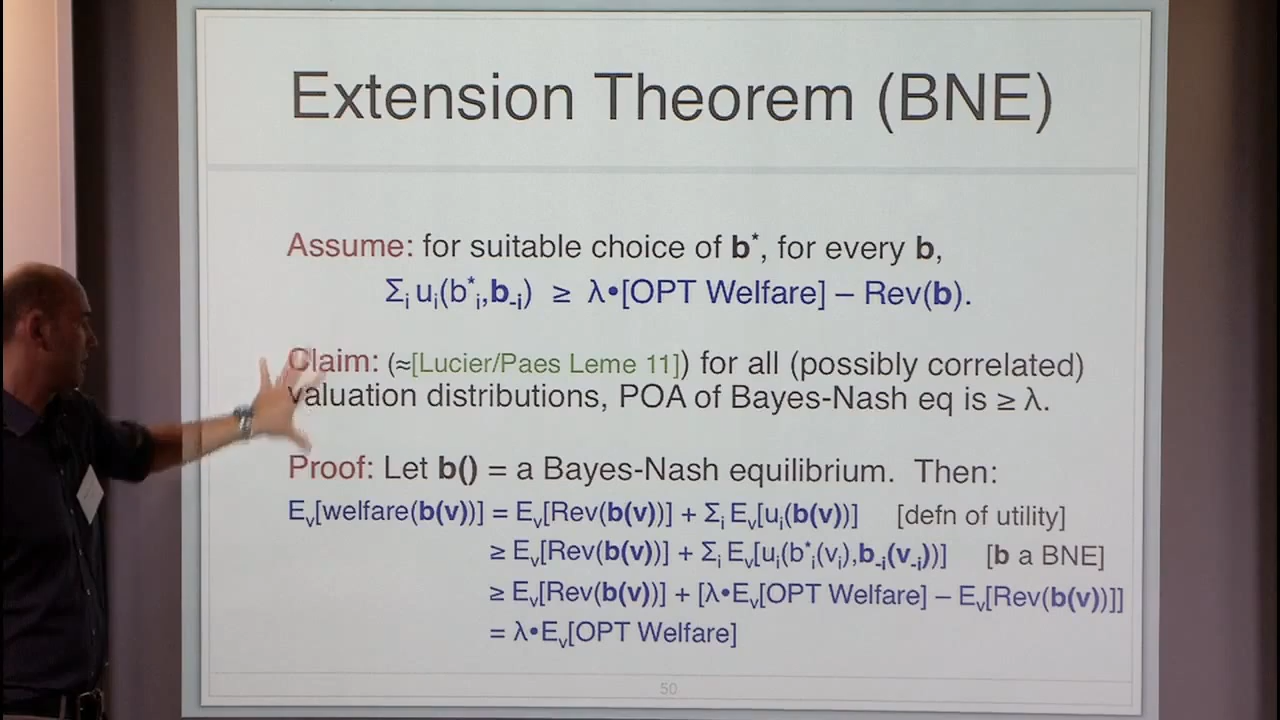 Extension Theorem (BNE)
Assume: for suitable choice of b*, for every b,
Σi ui(b*i,b-i) ≥ λ•[OPT Welfare] – Rev(b).
Claim: (≈[Lucier/Paes Leme 11]) for all (possibly correlated)
valuation distributions, POA of Bayes-Nash eq is ≥ λ.
Proof: Let b() = a Bayes-Nash equilibrium. Then:
Ev[welfare(b(v))] = Ev[Rev(b(v))] + Σi Ev[ui(b(v))] [defn of utility]
≥ Ev[Rev(b(v))] + Σi Ev[ui(b*i(vi),b-i(v-i))] [b a BNE]
≥ Ev[Rev(b(v))] + [λ•Ev[OPT Welfare] – Ev[Rev(b(v))]]
= λ•Ev[OPT Welfare]
50